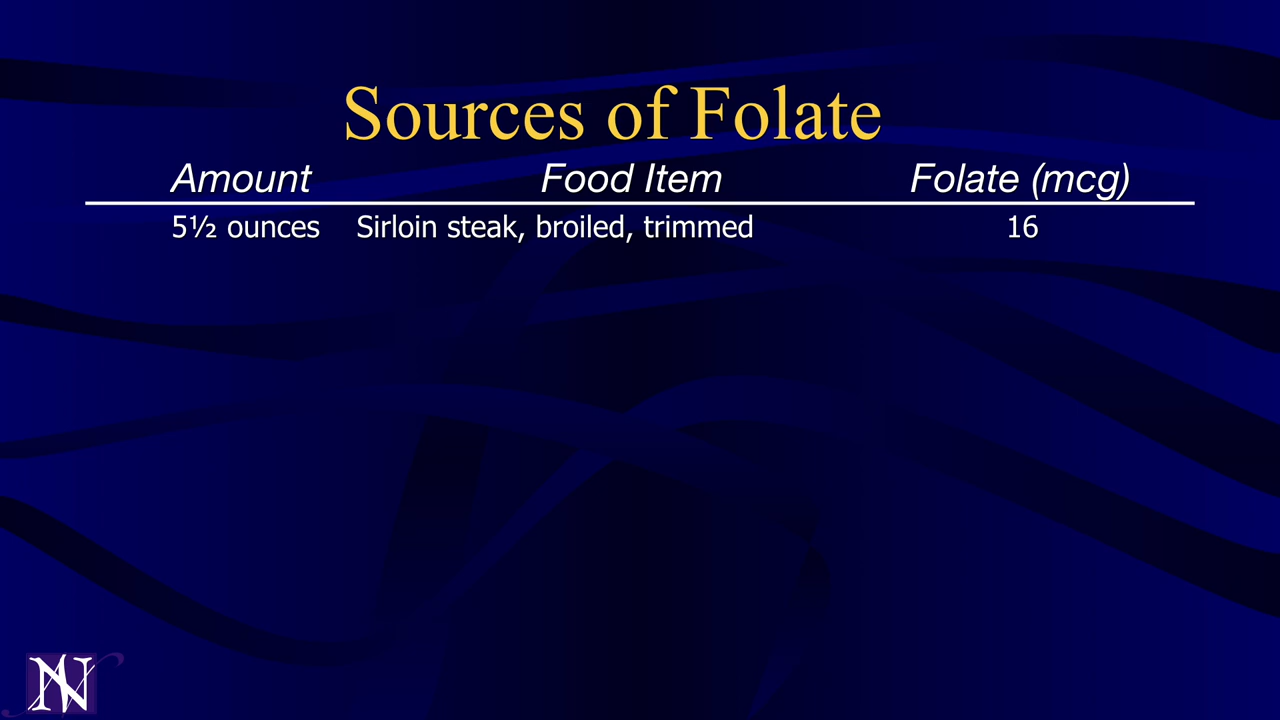 Sources of Folate
Amount Food Item Folate (mcg)
5½ ounces Sirloin steak, broiled, trimmed 16
N